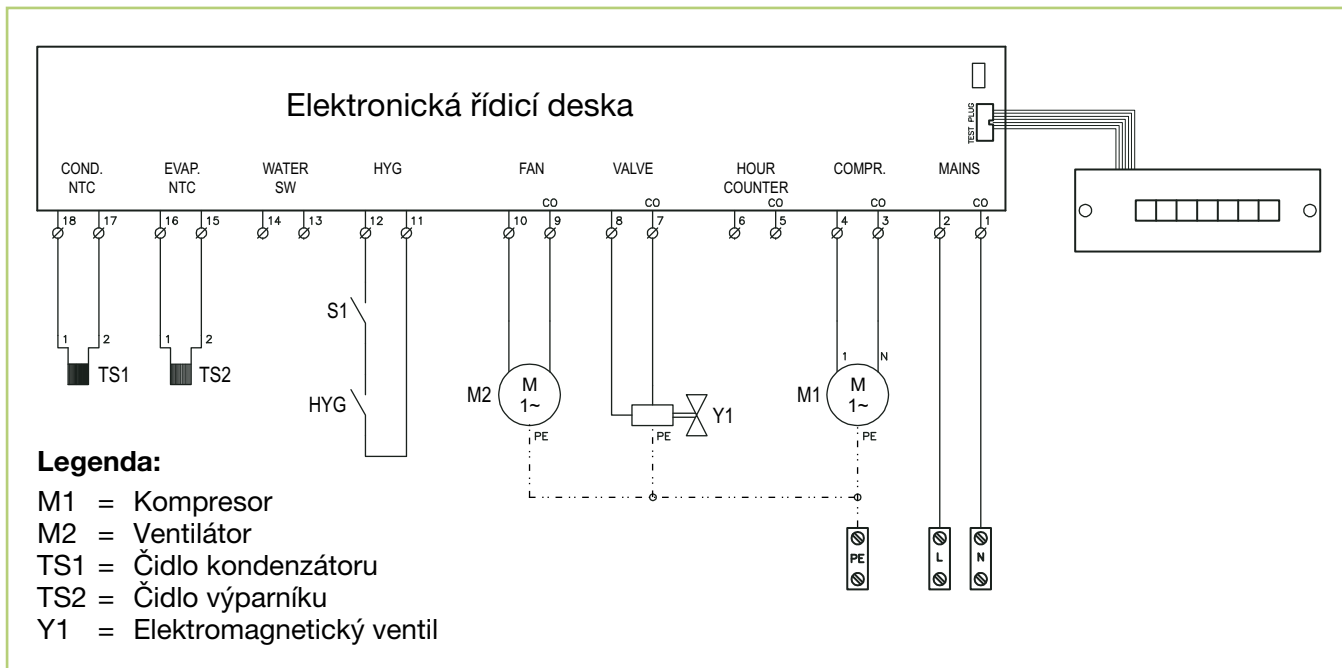 Elektronická řídicí deska
TEST PLUG
COND. NTC
EVAP. NTC
WATER SW
HYG
FAN
VALVE
HOUR COUNTER
COMPR.
MAINS
CO CO CO CO CO
18 17 16 15 14 13 12 11 10 9 8 7 6 5 4 3 2 1
S1
1 2 TS1
1 2 TS2
HYG
M2 M 1~ PE
PE Y1
1 N
M1 M 1~ PE
PE L N
Legenda:
M1 = Kompresor
M2 = Ventilátor
TS1 = Čidlo kondenzátoru
TS2 = Čidlo výparníku
Y1 = Elektromagnetický ventil